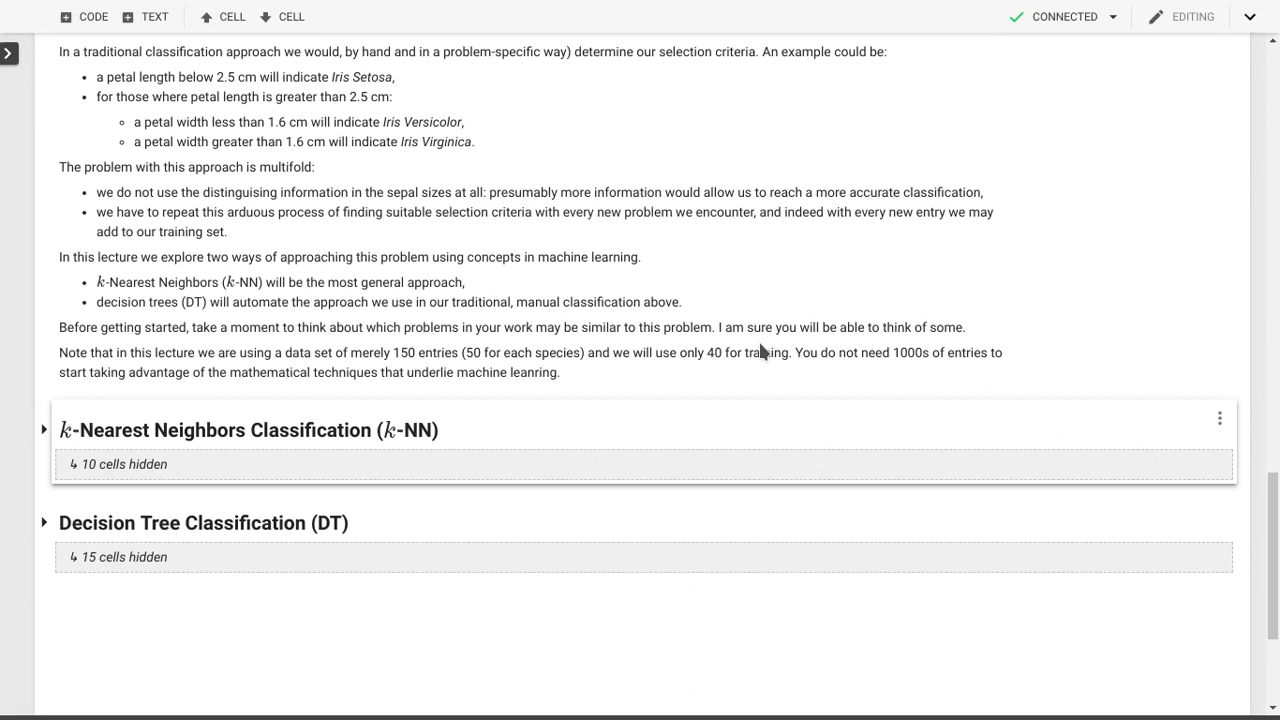 CODE TEXT CELL CELL CONNECTED EDITING
In a traditional classification approach we would, by hand and in a problem-specific way) determine our selection criteria. An example could be:
• a petal length below 2.5 cm will indicate Iris Setosa,
• for those where petal length is greater than 2.5 cm:
◦ a petal width less than 1.6 cm will indicate Iris Versicolor,
◦ a petal width greater than 1.6 cm will indicate Iris Virginica.
The problem with this approach is multifold:
• we do not use the distinguising information in the sepal sizes at all: presumably more information would allow us to reach a more accurate classification,
• we have to repeat this arduous process of finding suitable selection criteria with every new problem we encounter, and indeed with every new entry we may
add to our training set.
In this lecture we explore two ways of approaching this problem using concepts in machine learning.
• k-Nearest Neighbors (k-NN) will be the most general approach,
• decision trees (DT) will automate the approach we use in our traditional, manual classification above.
Before getting started, take a moment to think about which problems in your work may be similar to this problem. I am sure you will be able to think of some.
Note that in this lecture we are using a data set of merely 150 entries (50 for each species) and we will use only 40 for training. You do not need 1000s of entries to
start taking advantage of the mathematical techniques that underlie machine leanring.
k-Nearest Neighbors Classification (k-NN)
↳ 10 cells hidden
Decision Tree Classification (DT)
↳ 15 cells hidden